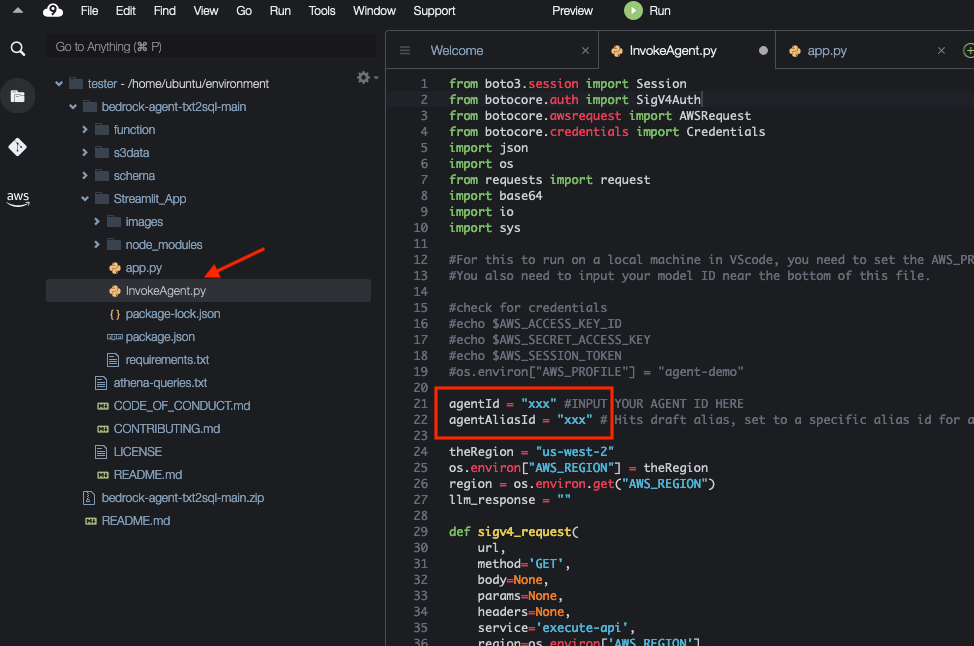 File Edit Find View Go Run Tools Window Support Preview Run
Go to Anything (⌘ P)
tester - /home/ubuntu/environment
bedrock-agent-txt2sql-main
function
s3data
schema
Streamlit_App
images
node_modules
app.py
InvokeAgent.py
package-lock.json
package.json
requirements.txt
athena-queries.txt
CODE_OF_CONDUCT.md
CONTRIBUTING.md
LICENSE
README.md
bedrock-agent-txt2sql-main.zip
README.md
aws
Welcome
InvokeAgent.py
app.py
1 from boto3.session import Session
2 from botocore.auth import SigV4Auth
3 from botocore.awsrequest import AWSRequest
4 from botocore.credentials import Credentials
5 import json
6 import os
7 from requests import request
8 import base64
9 import io
10 import sys
11
12 #For this to run on a local machine in VScode, you need to set the AWS_PR
13 #You also need to input your model ID near the bottom of this file.
14
15 #check for credentials
16 #echo $AWS_ACCESS_KEY_ID
17 #echo $AWS_SECRET_ACCESS_KEY
18 #echo $AWS_SESSION_TOKEN
19 #os.environ["AWS_PROFILE"] = "agent-demo"
20
21 agentId = "xxx" #INPUT YOUR AGENT ID HERE
22 agentAliasId = "xxx" # Hits draft alias, set to a specific alias id for a
23
24 theRegion = "us-west-2"
25 os.environ["AWS_REGION"] = theRegion
26 region = os.environ.get("AWS_REGION")
27 llm_response = ""
28
29 def sigv4_request(
30 url,
31 method='GET',
32 body=None,
33 params=None,
34 headers=None,
35 service='execute-api',
36 region=os.environ['AWS_REGION'],